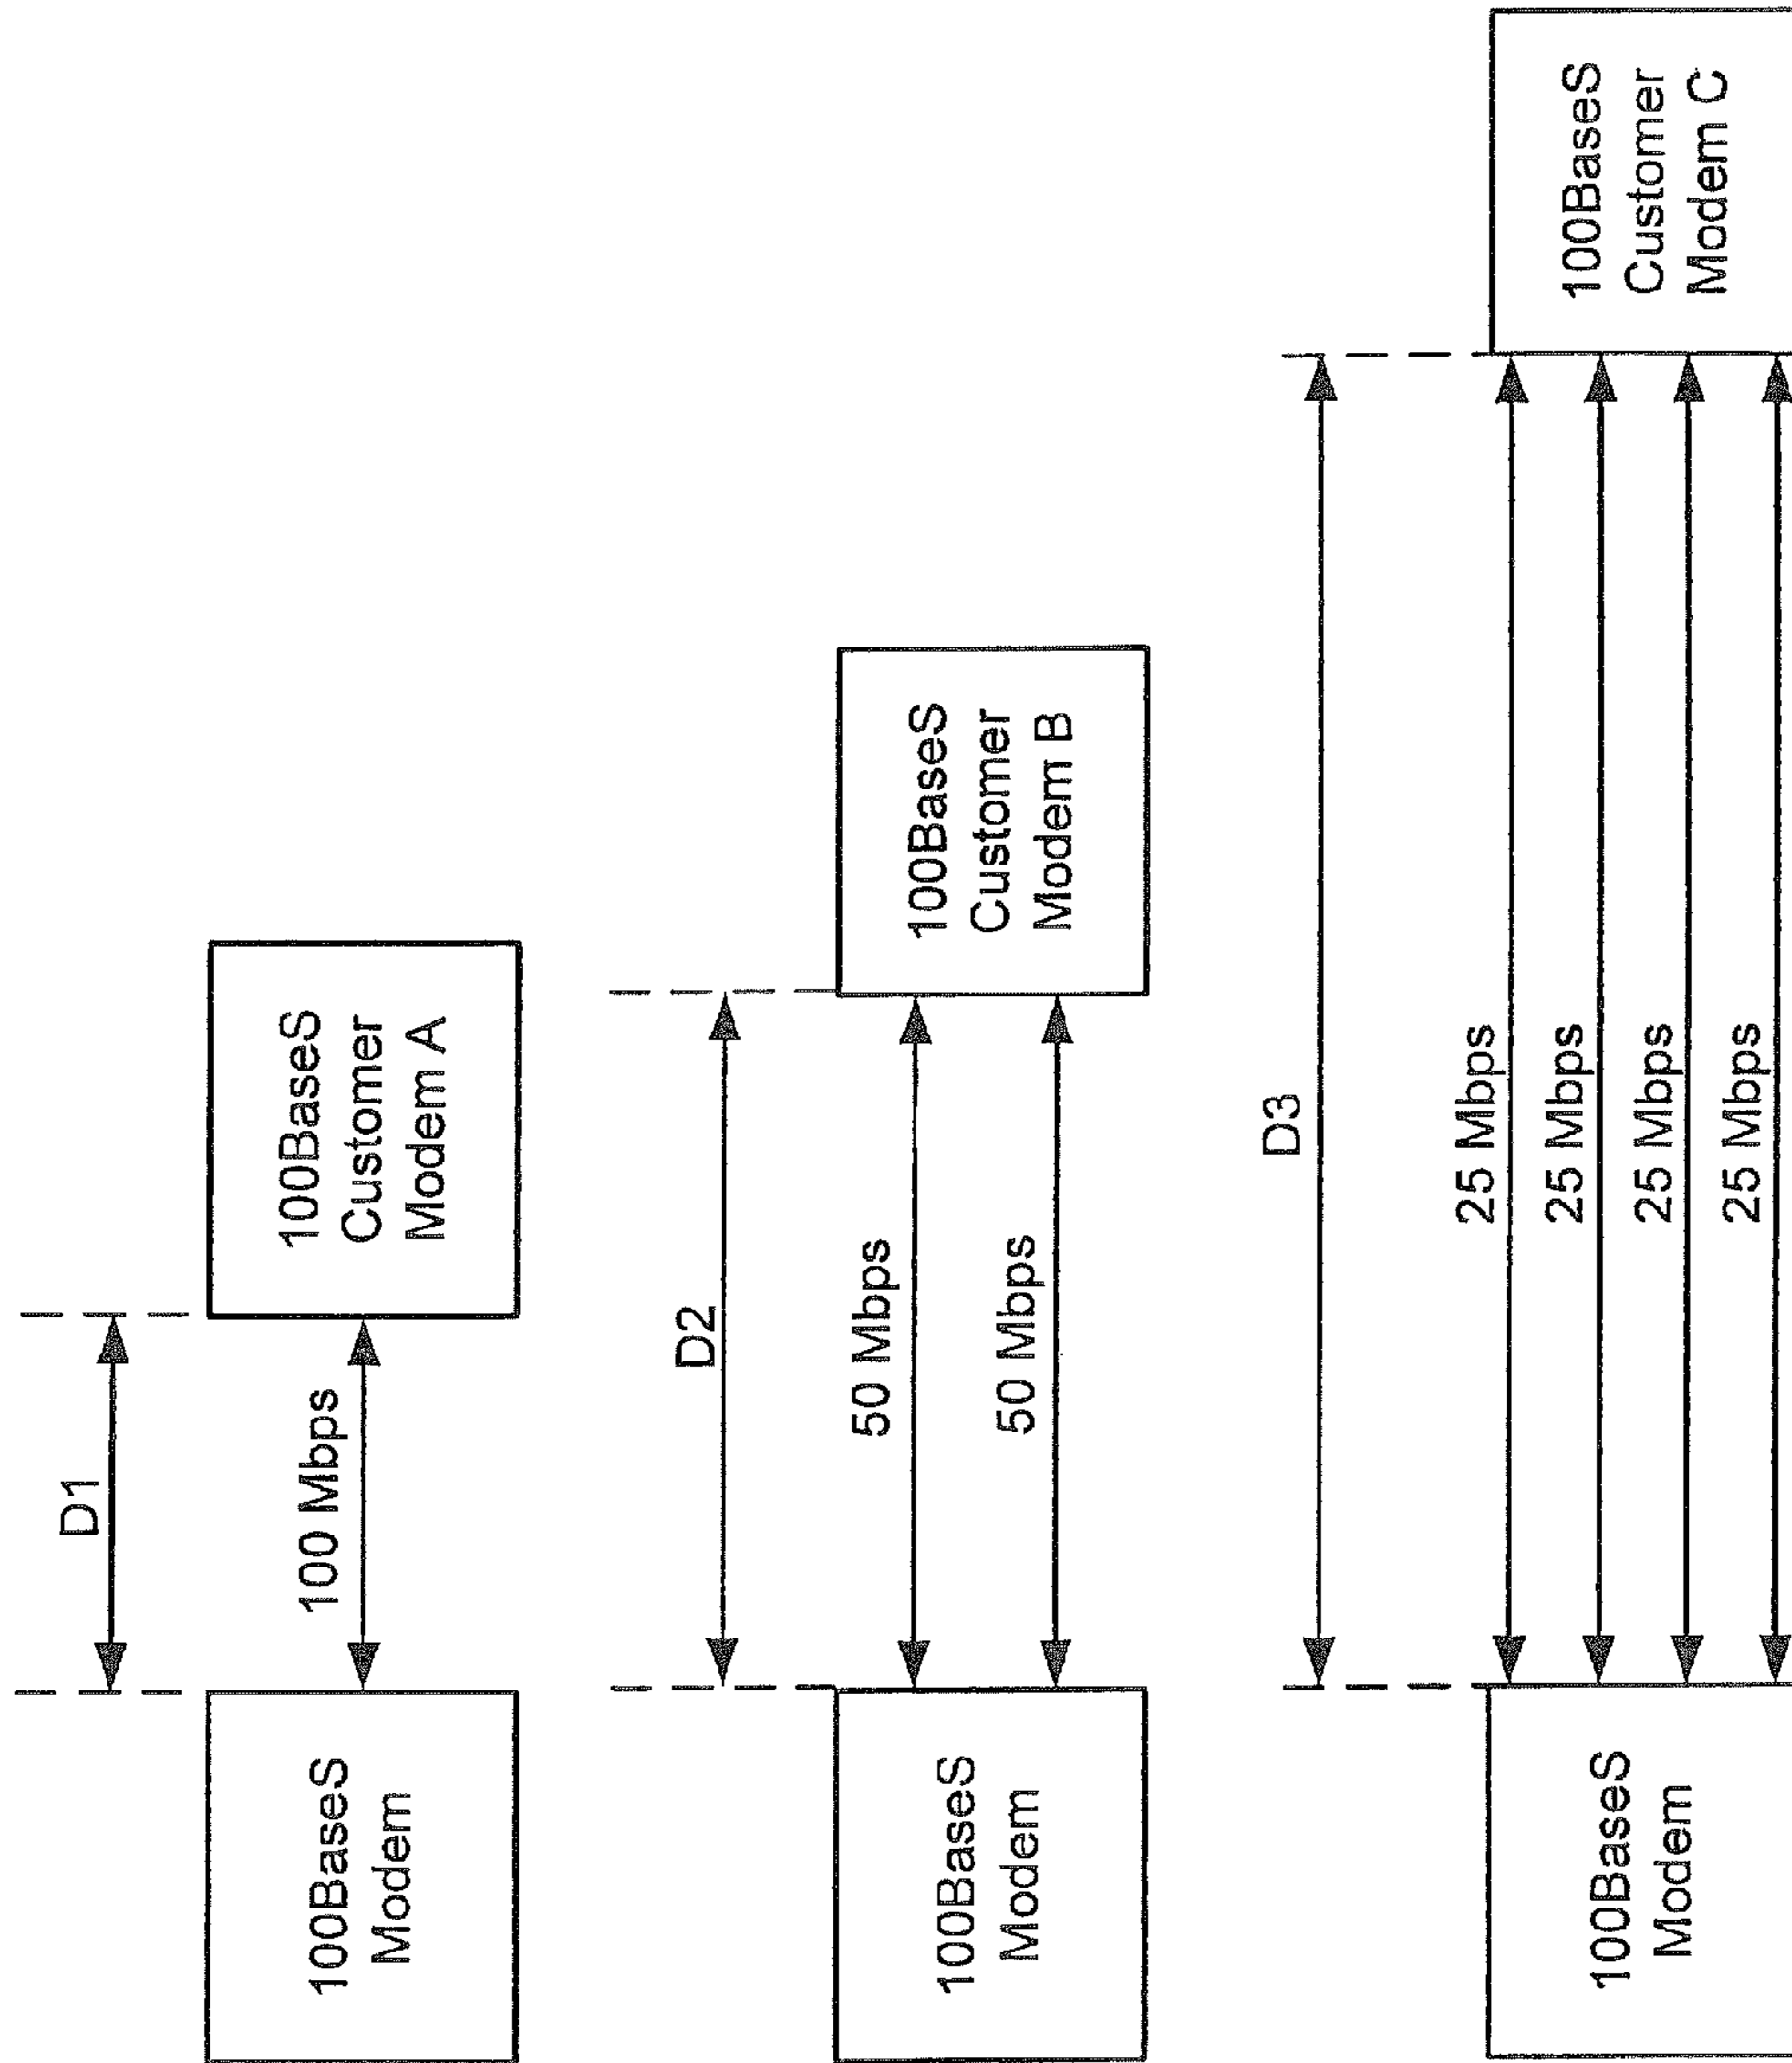 D1
100BaseS
Modem
100 Mbps
100BaseS
Customer
Modem A
D2
100BaseS
Modem
50 Mbps
50 Mbps
100BaseS
Customer
Modem B
D3
100BaseS
Modem
25 Mbps
25 Mbps
25 Mbps
25 Mbps
100BaseS
Customer
Modem C